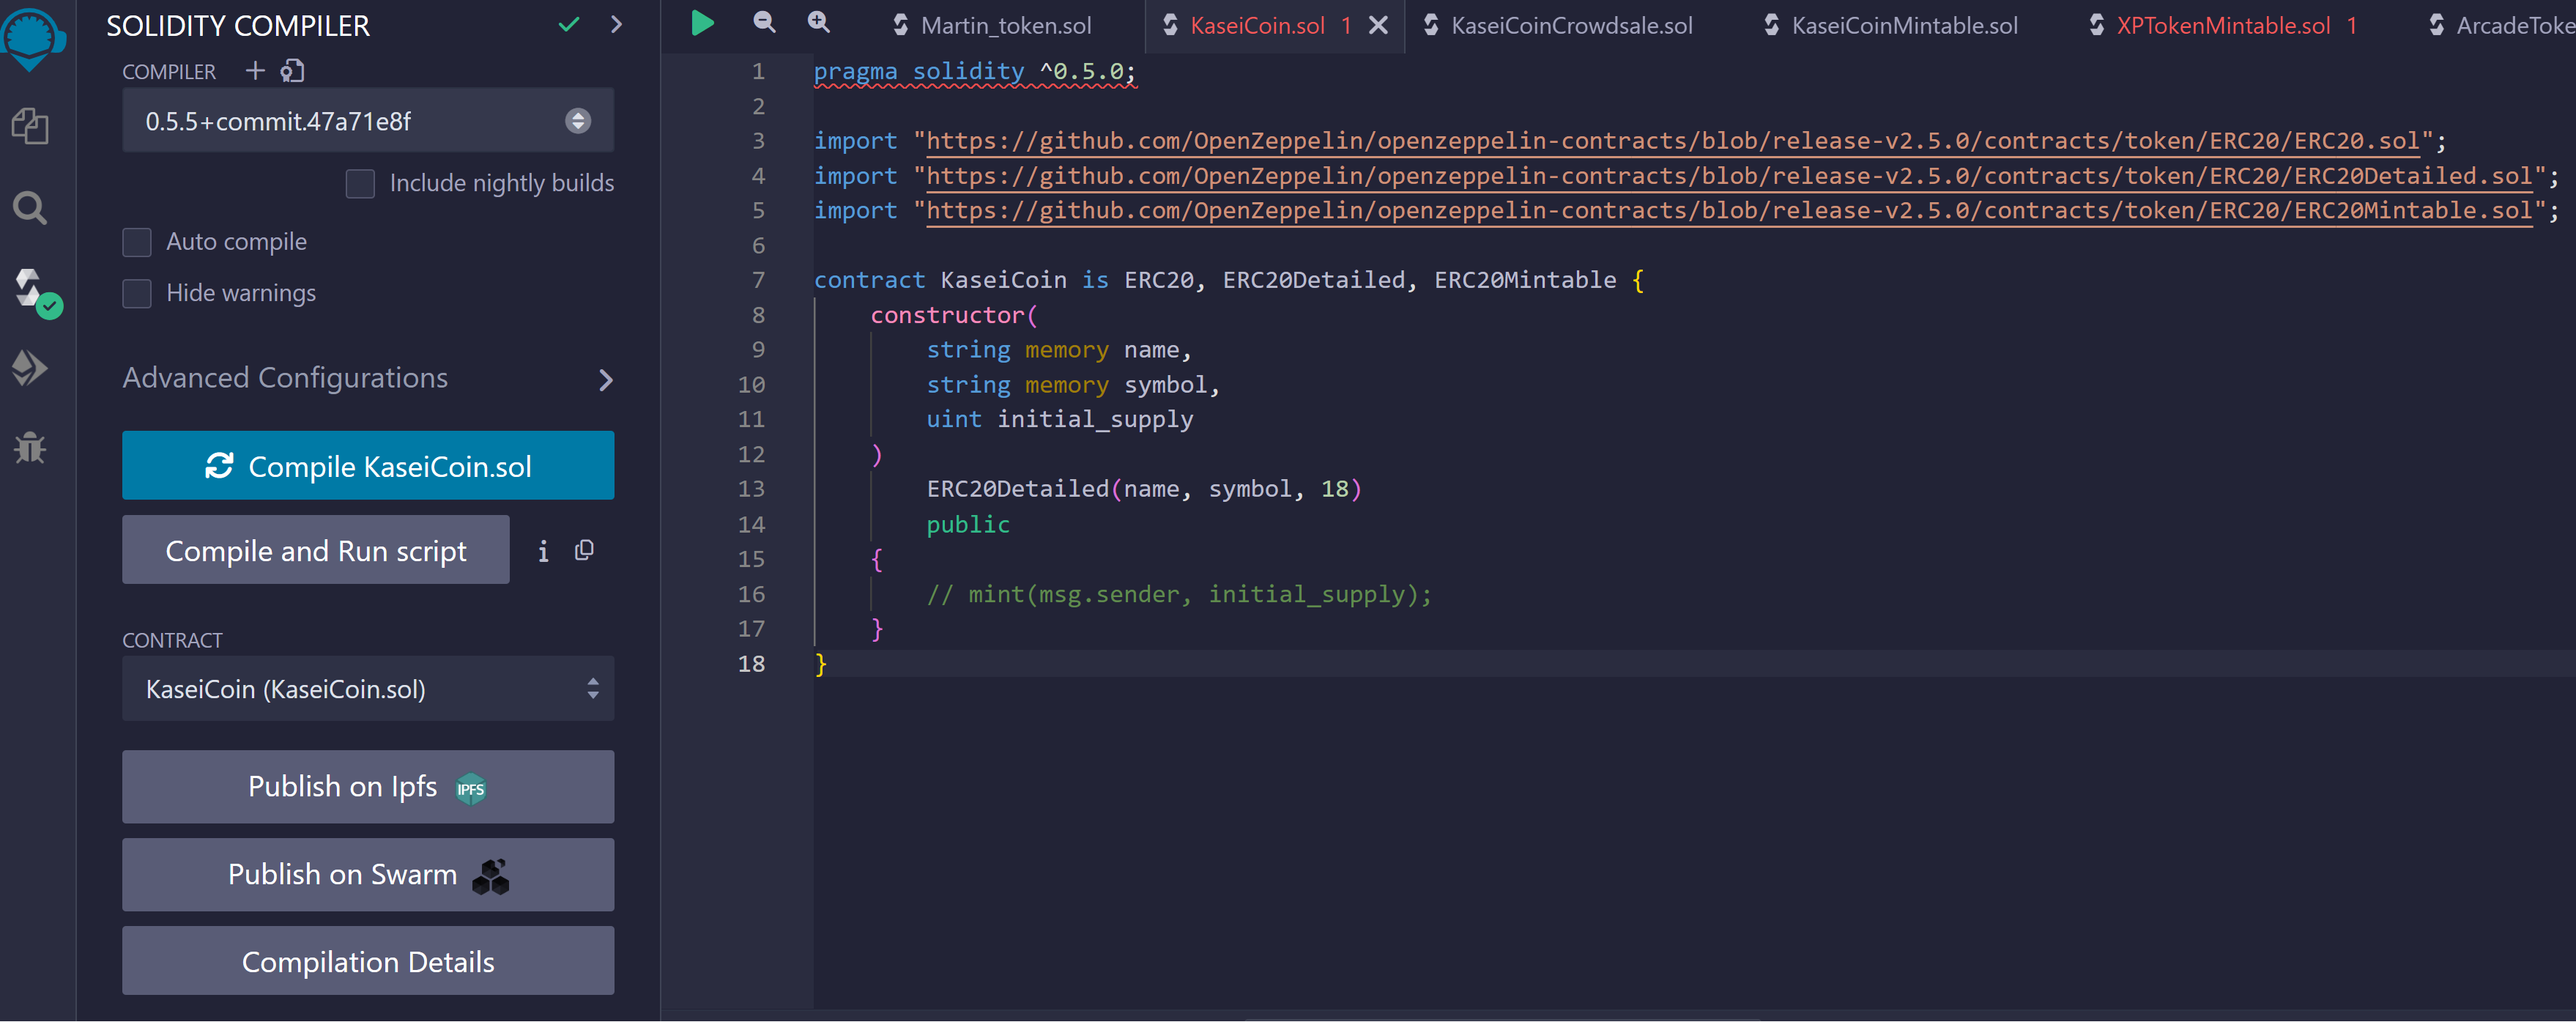 SOLIDITY COMPILER
COMPILER
0.5.5+commit.47a71e8f
Include nightly builds
Auto compile
Hide warnings
Advanced Configurations
Compile KaseiCoin.sol
Compile and Run script
i
CONTRACT
KaseiCoin (KaseiCoin.sol)
Publish on Ipfs IPFS
Publish on Swarm
Compilation Details
Martin_token.sol KaseiCoin.sol 1 KaseiCoinCrowdsale.sol KaseiCoinMintable.sol XPTokenMintable.sol 1 ArcadeToke
1 pragma solidity ^0.5.0;
2
3 import "https://github.com/OpenZeppelin/openzeppelin-contracts/blob/release-v2.5.0/contracts/token/ERC20/ERC20.sol";
4 import "https://github.com/OpenZeppelin/openzeppelin-contracts/blob/release-v2.5.0/contracts/token/ERC20/ERC20Detailed.sol";
5 import "https://github.com/OpenZeppelin/openzeppelin-contracts/blob/release-v2.5.0/contracts/token/ERC20/ERC20Mintable.sol";
6
7 contract KaseiCoin is ERC20, ERC20Detailed, ERC20Mintable {
8 constructor(
9 string memory name,
10 string memory symbol,
11 uint initial_supply
12 )
13 ERC20Detailed(name, symbol, 18)
14 public
15 {
16 // mint(msg.sender, initial_supply);
17 }
18 }